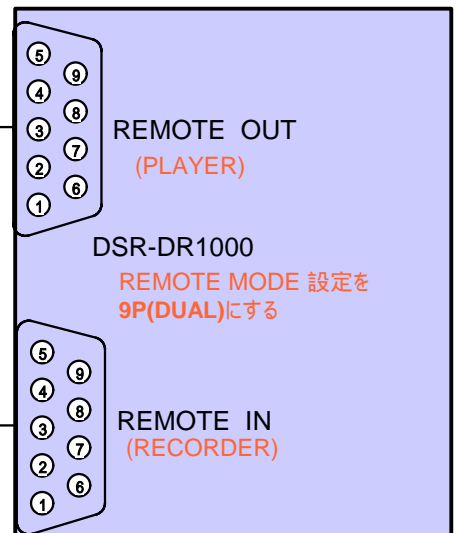 5
9
4
8
3
REMOTE OUT
7
(PLAYER)
2
6
1
DSR-DR1000
REMOTE MODE 設定を
9P(DUAL)にする
5
9
4
8
3
REMOTE IN
7
(RECORDER)
2
6
1